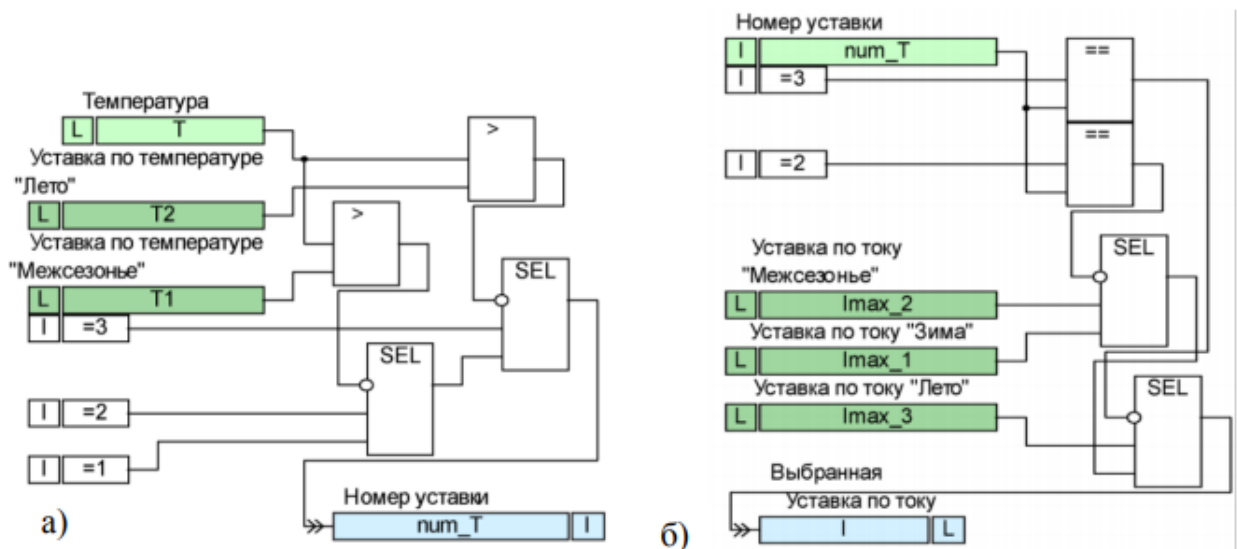 Температура
L T
Уставка по температуре
"Лето"
L T2
Уставка по температуре
"Межсезонье"
L T1
I =3
I =2
I =1
>
>
SEL
SEL
Номер уставки
num_T I
а)
Номер уставки
I num_T
I =3
I =2
==
==
Уставка по току
"Межсезонье"
L Imax_2
Уставка по току "Зима"
L Imax_1
Уставка по току "Лето"
L Imax_3
SEL
SEL
Выбранная
Уставка по току
I L
б)